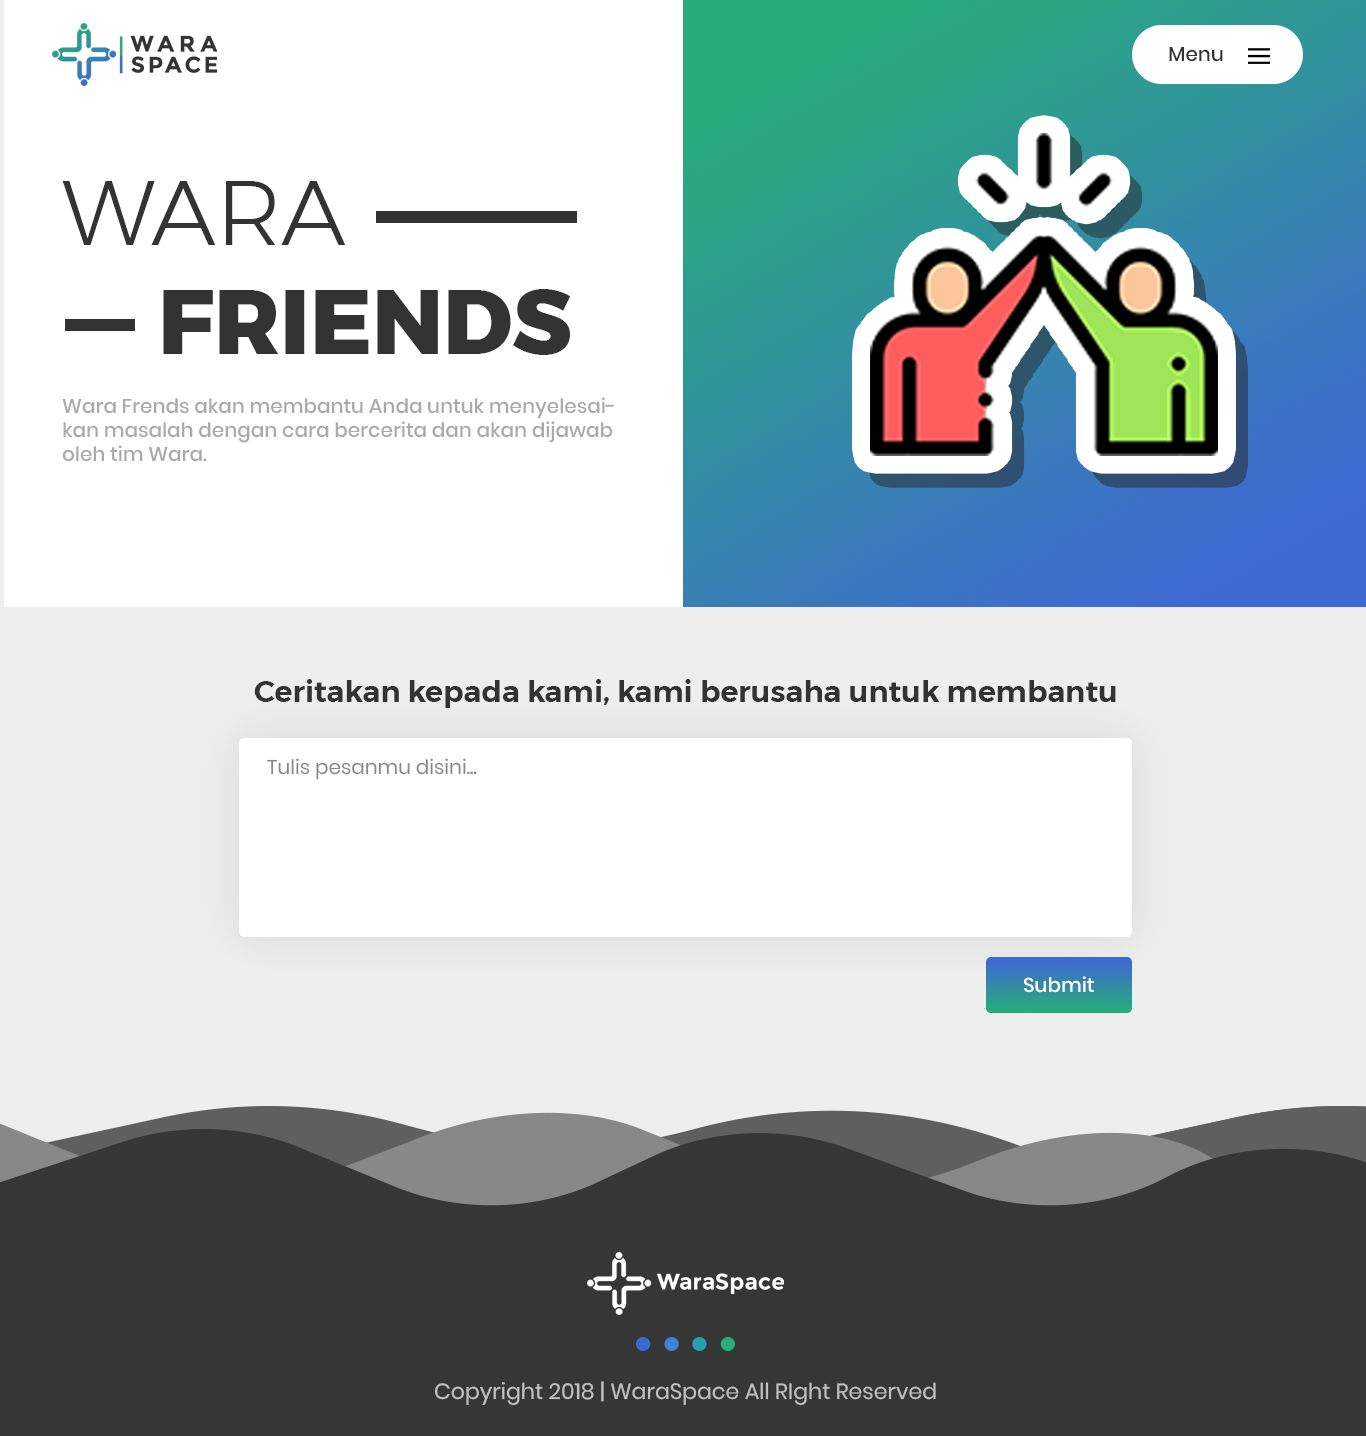 WARA
SPACE
Menu
WARA
FRIENDS
Wara Frends akan membantu Anda untuk menyelesai-
kan masalah dengan cara bercerita dan akan dijawab
oleh tim Wara.
Ceritakan kepada kami, kami berusaha untuk membantu
Tulis pesanmu disini...
Submit
WaraSpace
Copyright 2018 | WaraSpace All RIght Reserved